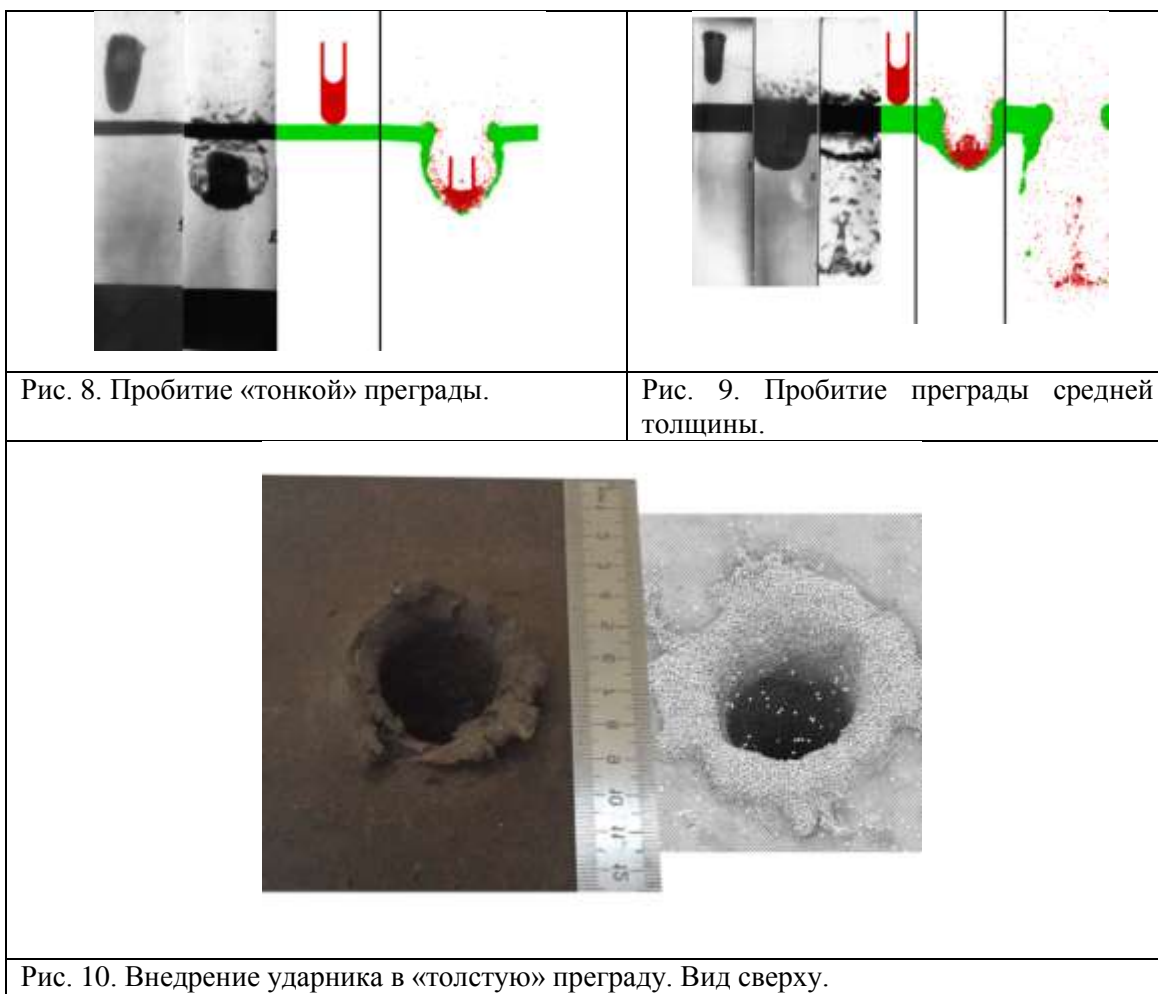 Рис. 8. Пробитие «тонкой» преграды.
Рис. 9. Пробитие преграды средней
толщины.
Рис. 10. Внедрение ударника в «толстую» преграду. Вид сверху.